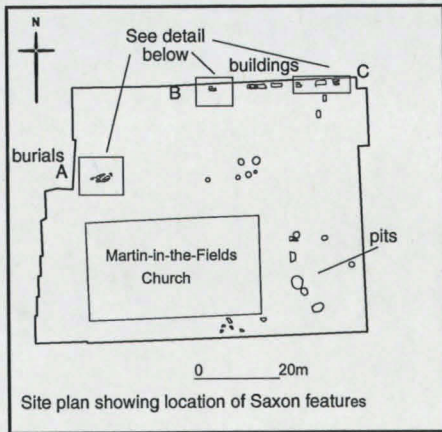 N
See detail
below
buildings
B
C
burials
A
pits
Martin-in-the-Fields
Church
0 20m
Site plan showing location of Saxon features